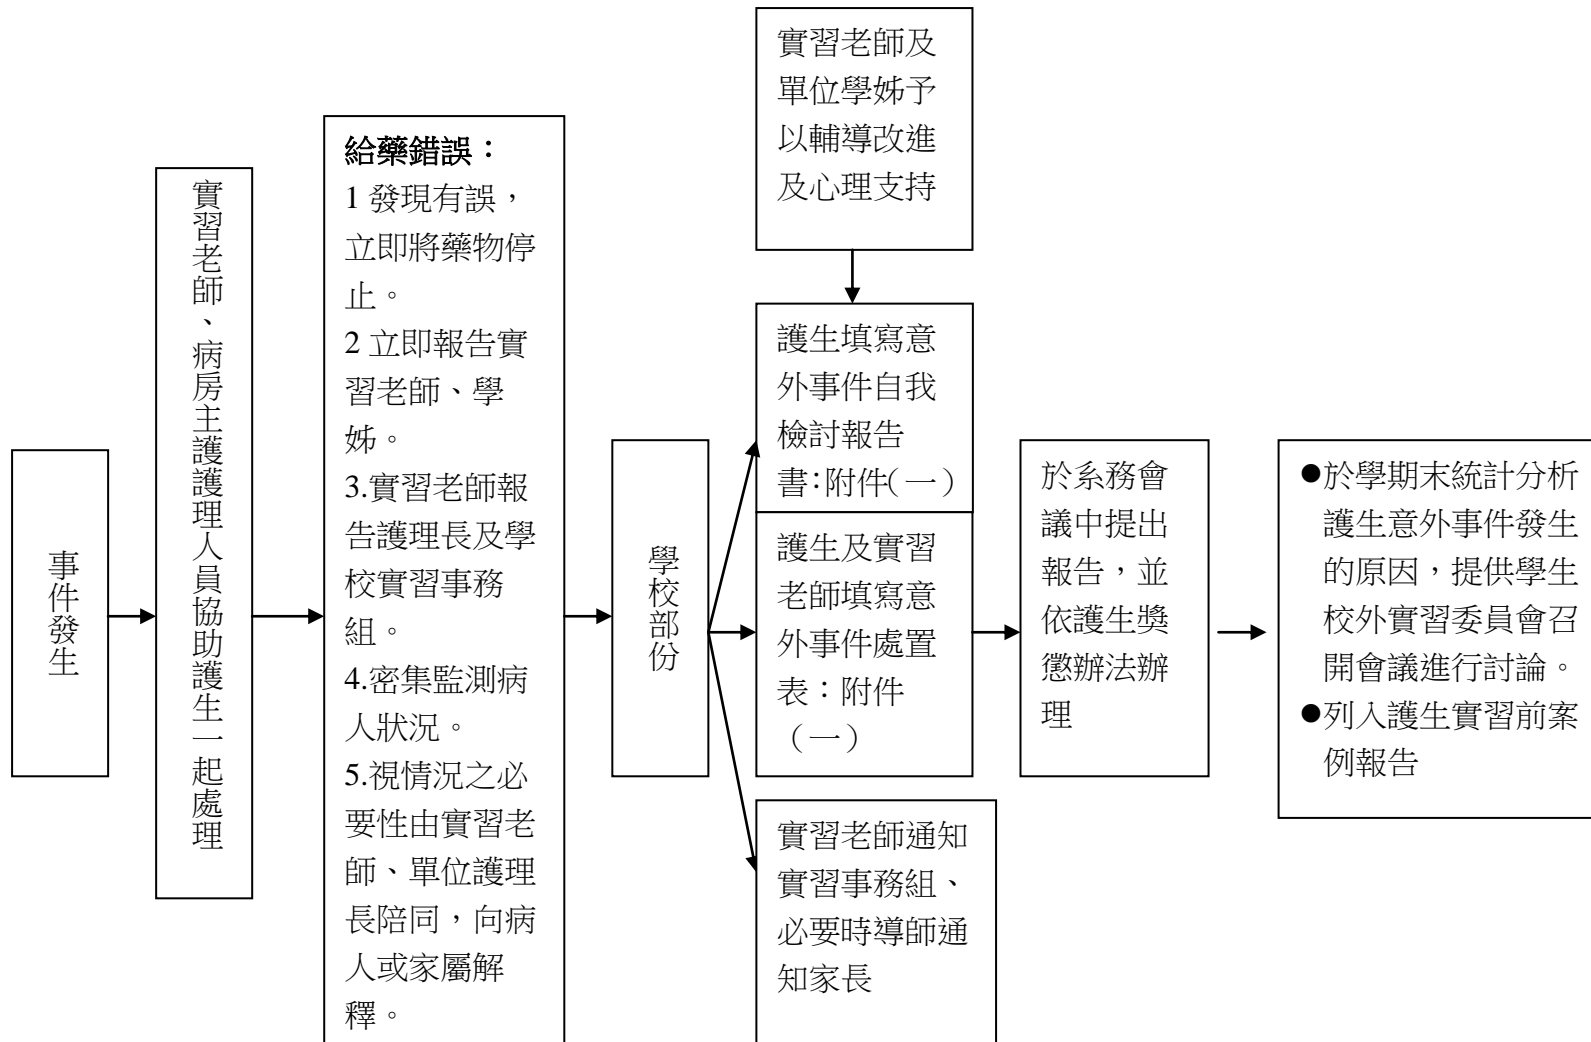 事件發生
實習老師、病房主護護理人員協助護生一起處理
給藥錯誤：
1 發現有誤，
立即將藥物停
止。
2 立即報告實
習老師、學
姊。
3.實習老師報
告護理長及學
校實習事務
組。
4.密集監測病
人狀況。
5.視情況之必
要性由實習老
師、單位護理
長陪同，向病
人或家屬解
釋。
學校部份
實習老師及
單位學姊予
以輔導改進
及心理支持
護生填寫意
外事件自我
檢討報告
書:附件(一)
護生及實習
老師填寫意
外事件處置
表：附件
（一）
實習老師通知
實習事務組、
必要時導師通
知家長
於系務會
議中提出
報告，並
依護生獎
懲辦法辦
理
●於學期末統計分析
護生意外事件發生
的原因，提供學生
校外實習委員會召
開會議進行討論。
●列入護生實習前案
例報告